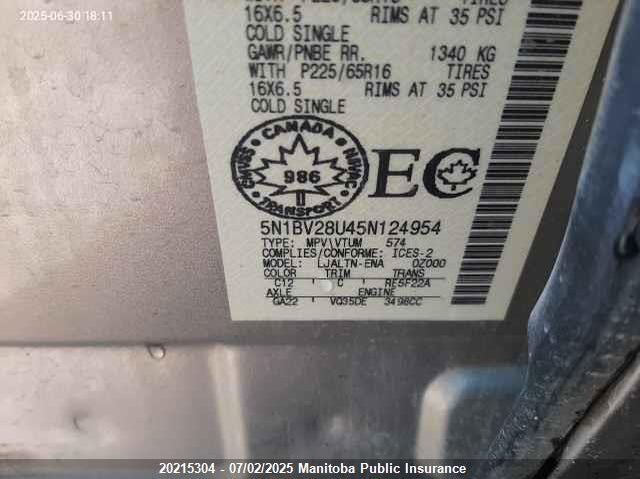 2025-06-30 18:11
16X6.5 RIMS AT 35 PSI
COLD SINGLE
GAWR/PNBE RR. 1340 KG
WITH P225/65R16 TIRES
16X6.5 RIMS AT 35 PSI
COLD SINGLE
CANADA
CMVSS NSVAC
986
TRANSPORT
EC
5N1BV28U45N124954
TYPE: MPV\VTUM 574
COMPLIES/CONFORME: ICES-2
MODEL: LJALTN-ENA 0Z000
COLOR TRIM TRANS
C12 C RE5F22A
AXLE ENGINE
GA22 VQ35DE 3498CC
20215304 - 07/02/2025 Manitoba Public Insurance